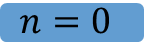 n = 0